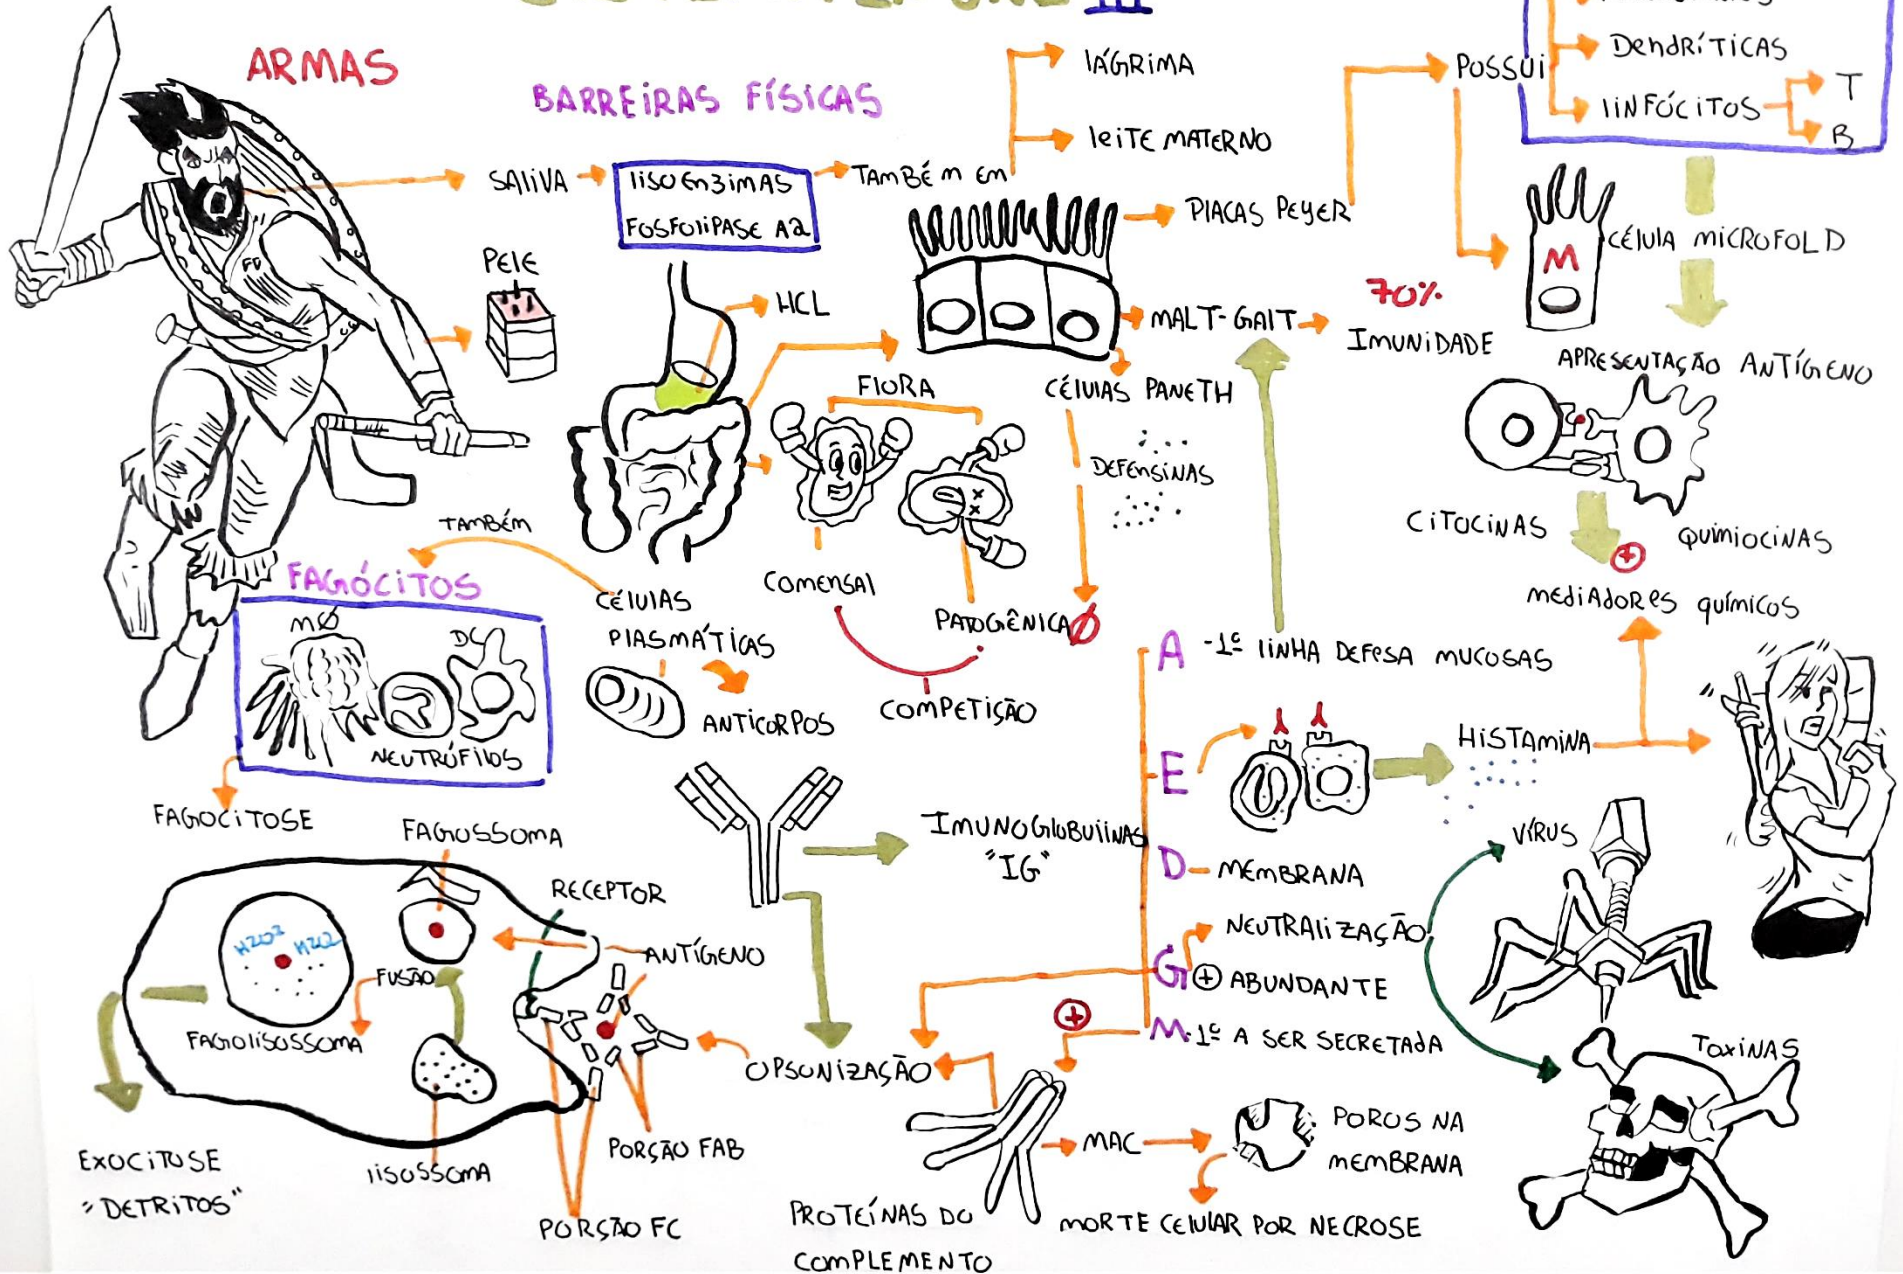 III
ARMAS
BARREIRAS FÍSICAS
LÁGRIMA
LEITE MATERNO
SALIVA
LISOENZIMAS
FOSFOLIPASE A2
TAMBÉM EM
POSSUI
DENDRÍTICAS
LINFÓCITOS
T
B
PELE
HCL
PLACAS PEYER
MALT-GALT
70%
IMUNIDADE
M
CÉLULA MICROFOLD
APRESENTAÇÃO ANTÍGENO
FLORA
CÉLULAS PANETH
DEFENSINAS
COMENSAL
PATOGÊNICA
COMPETIÇÃO
CITOCINAS
QUIMIOCINAS
+
MEDIADORES QUÍMICOS
TAMBÉM
FAGÓCITOS
MØ
DC
NEUTRÓFILOS
FAGOCITOSE
CÉLULAS
PLASMÁTICAS
ANTICORPOS
IMUNOGLOBULINAS
"IG"
A -1º LINHA DEFESA MUCOSAS
E
HISTAMINA
D - MEMBRANA
NEUTRALIZAÇÃO
G + ABUNDANTE
M -1º A SER SECRETADA
VÍRUS
TOXINAS
FAGOSSOMA
RECEPTOR
ANTÍGENO
H2O2 H2O2
FUSÃO
FAGOLISOSSOMA
LISOSSOMA
EXOCITOSE
"DETRITOS"
OPSONIZAÇÃO
PORÇÃO FAB
PORÇÃO FC
+
PROTEÍNAS DO
COMPLEMENTO
MAC
POROS NA
MEMBRANA
MORTE CELULAR POR NECROSE